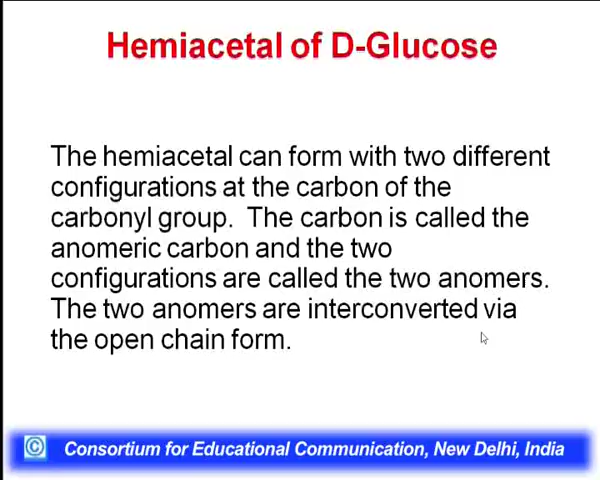 Hemiacetal of D-Glucose
The hemiacetal can form with two different
configurations at the carbon of the
carbonyl group. The carbon is called the
anomeric carbon and the two
configurations are called the two anomers.
The two anomers are interconverted via
the open chain form.
© Consortium for Educational Communication, New Delhi, India